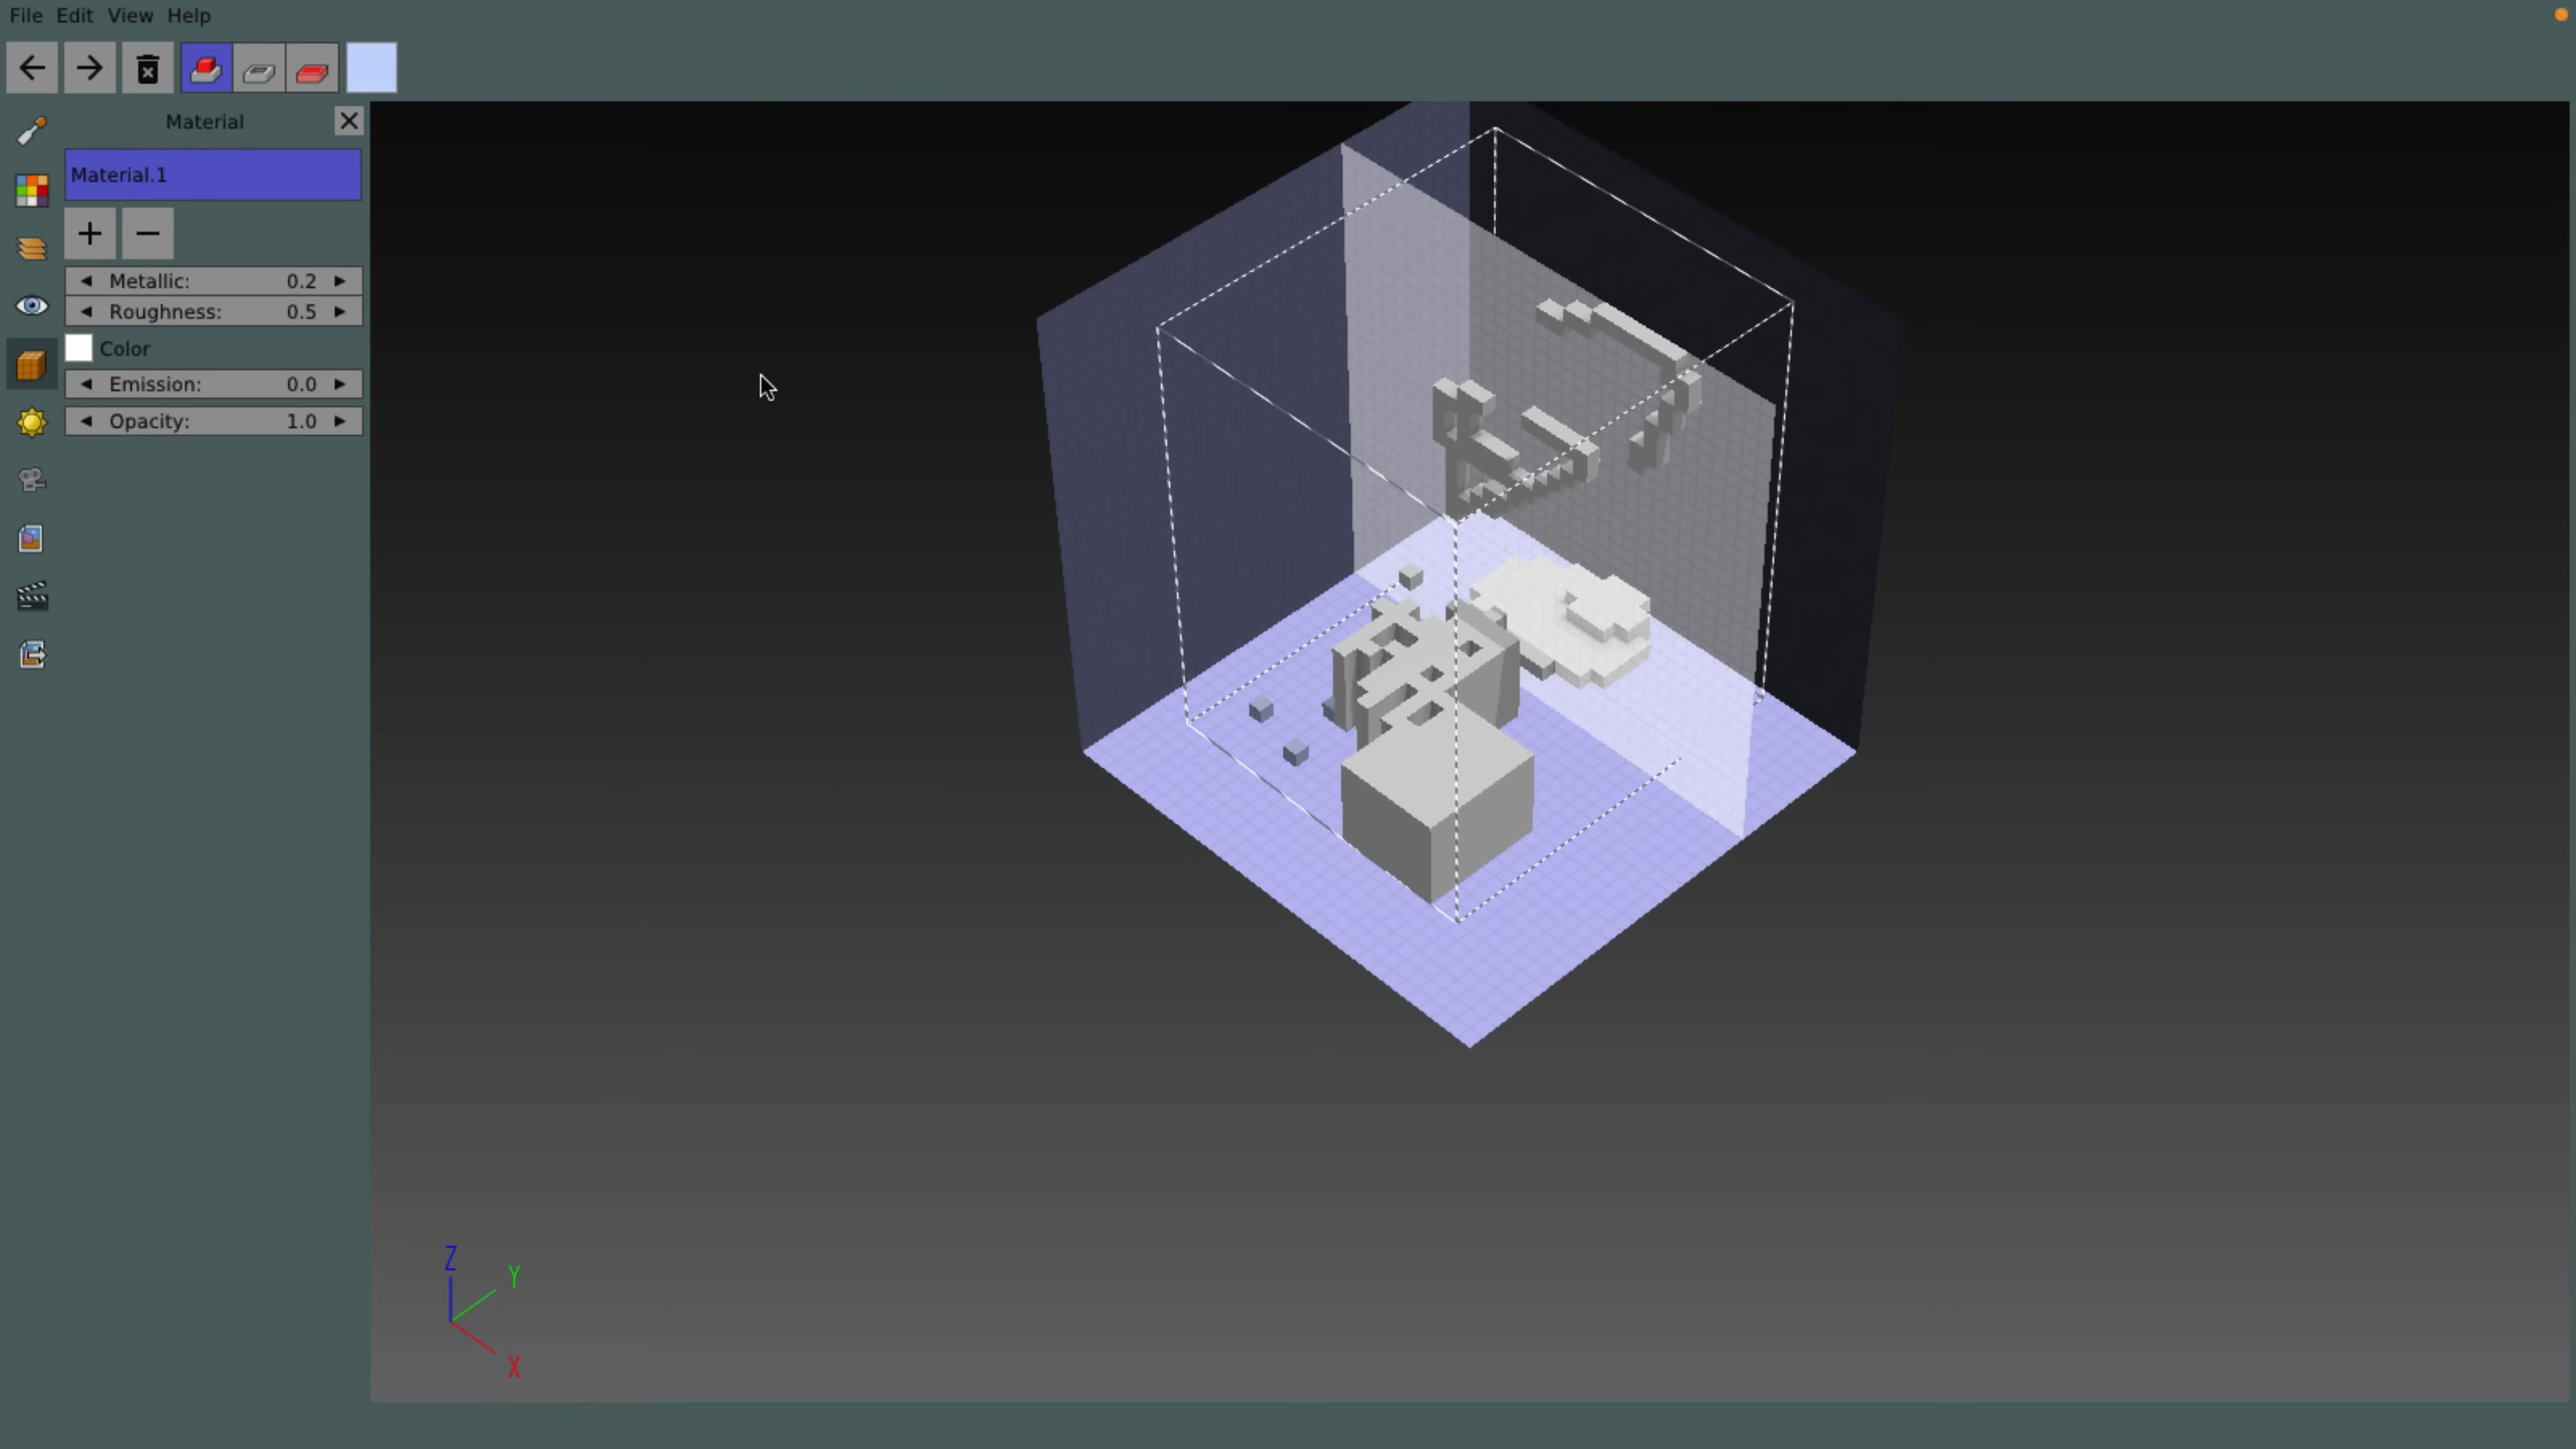 File Edit View Help
Material
Material.1
Metallic: 0.2
Roughness: 0.5
Color
Emission: 0.0
Opacity: 1.0
Z
Y
X